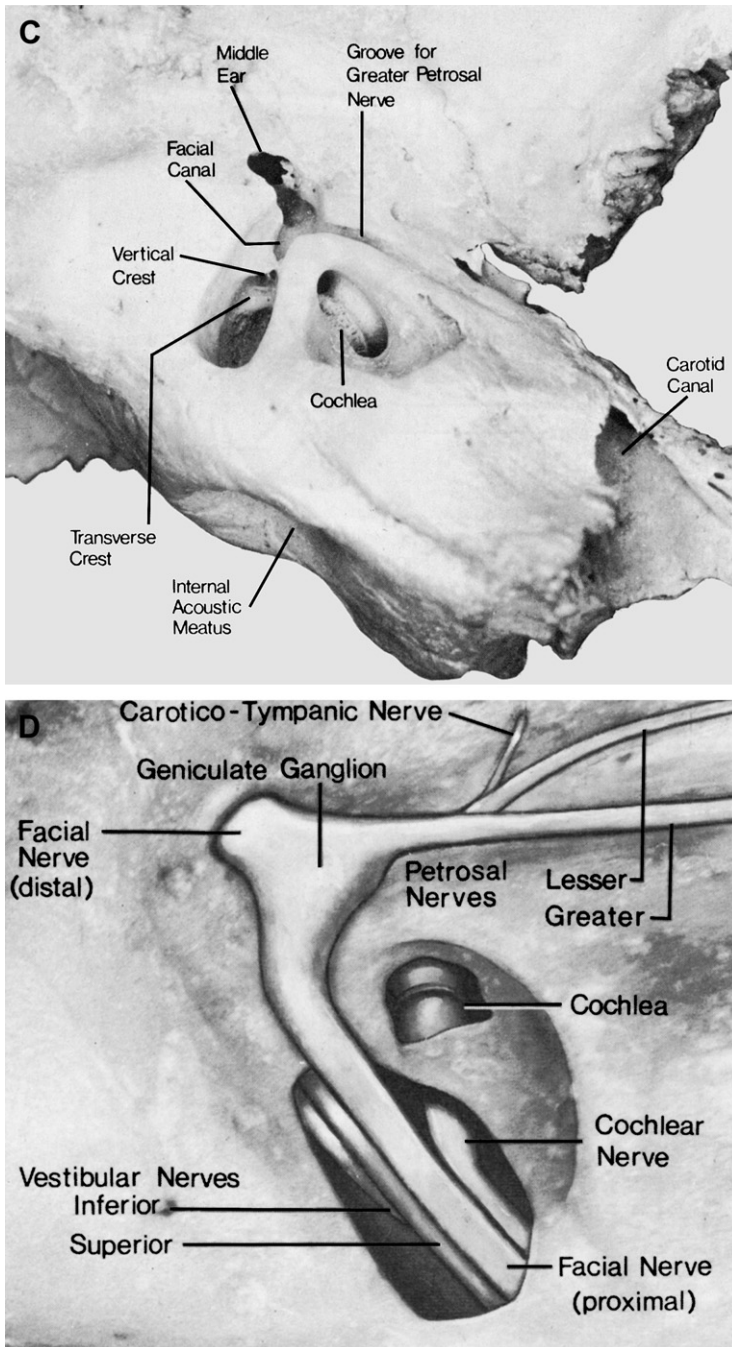 C
Middle
Ear
Groove for
Greater Petrosal
Nerve
Facial
Canal
Vertical
Crest
Cochlea
Carotid
Canal
Transverse
Crest
Internal
Acoustic
Meatus
D
Carotico-Tympanic Nerve
Geniculate Ganglion
Facial
Nerve
(distal)
Petrosal
Nerves
Lesser
Greater
Cochlea
Cochlear
Nerve
Vestibular Nerves
Inferior
Superior
Facial Nerve
(proximal)